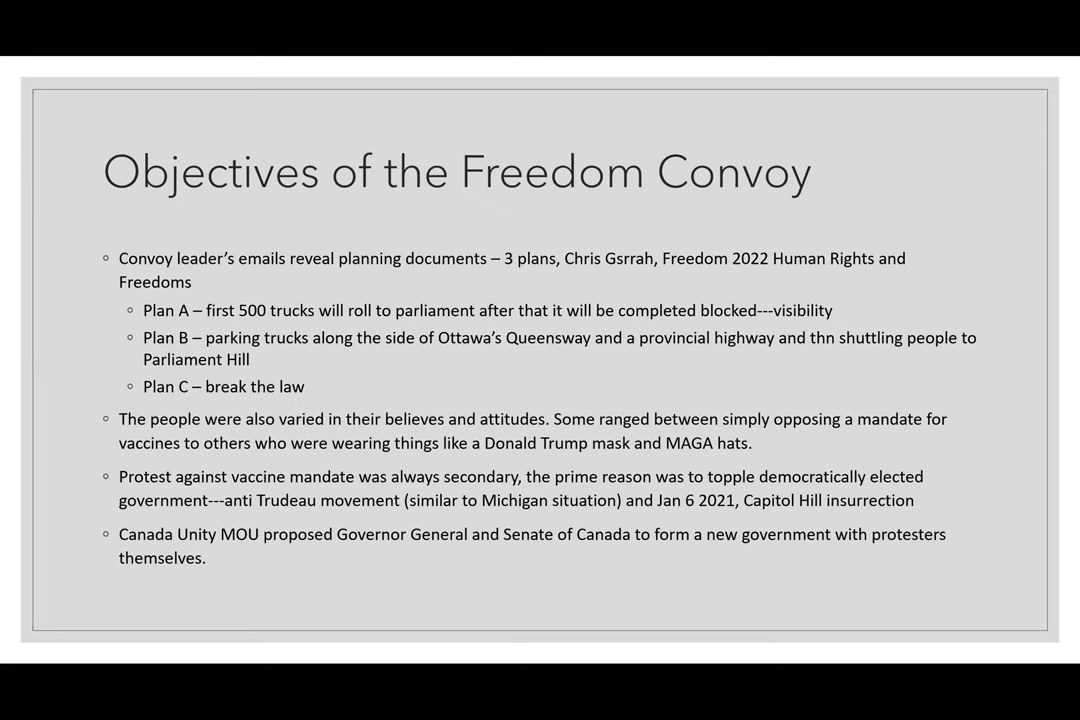 Objectives of the Freedom Convoy
◦ Convoy leader’s emails reveal planning documents – 3 plans, Chris Gsrrah, Freedom 2022 Human Rights and
Freedoms
◦ Plan A – first 500 trucks will roll to parliament after that it will be completed blocked---visibility
◦ Plan B – parking trucks along the side of Ottawa’s Queensway and a provincial highway and thn shuttling people to
Parliament Hill
◦ Plan C – break the law
◦ The people were also varied in their believes and attitudes. Some ranged between simply opposing a mandate for
vaccines to others who were wearing things like a Donald Trump mask and MAGA hats.
◦ Protest against vaccine mandate was always secondary, the prime reason was to topple democratically elected
government---anti Trudeau movement (similar to Michigan situation) and Jan 6 2021, Capitol Hill insurrection
◦ Canada Unity MOU proposed Governor General and Senate of Canada to form a new government with protesters
themselves.